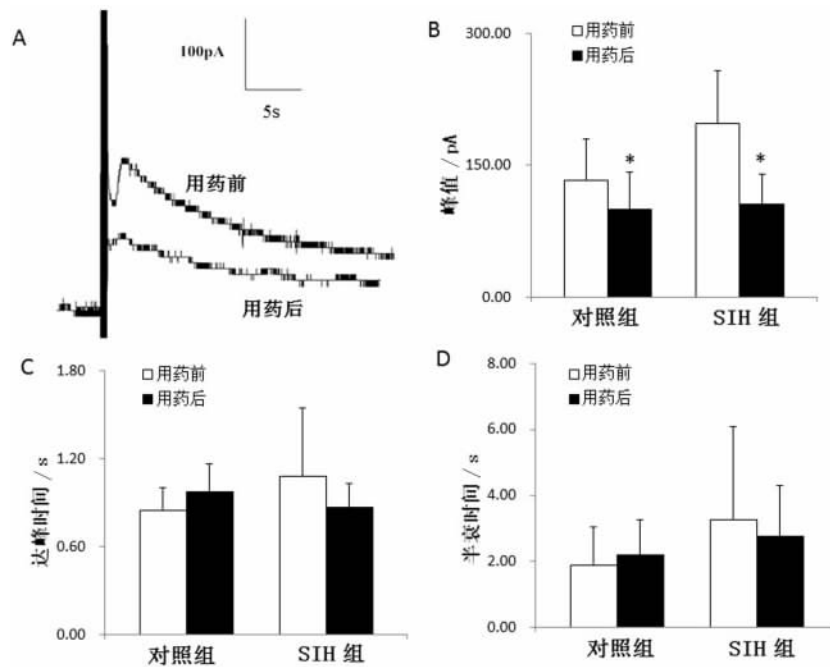 A
100pA
5s
用药前
用药后
B
300.00
150.00
0.00
峰值 / pA
用药前
用药后
*
*
对照组
SIH 组
C
1.80
1.20
0.60
0.00
达峰时间 / s
用药前
用药后
对照组
SIH 组
D
8.00
6.00
4.00
2.00
0.00
半衰时间 / s
用药前
用药后
对照组
SIH 组